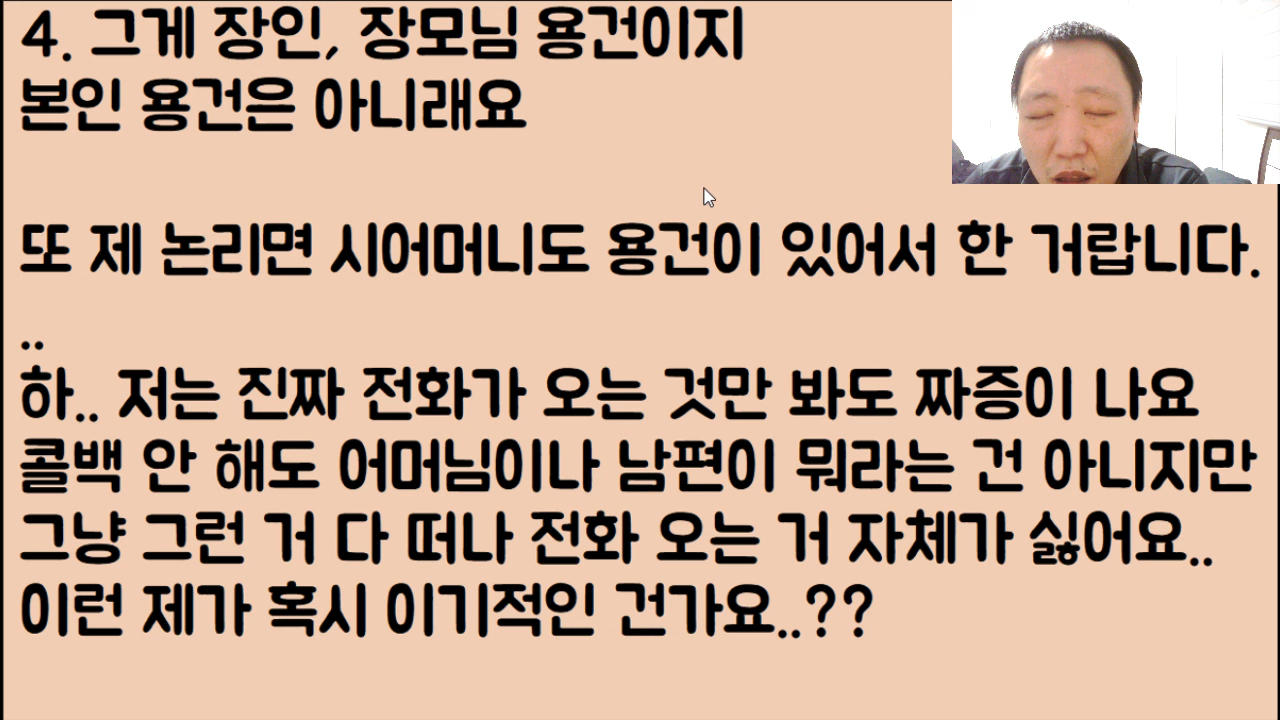 4. 그게 장인, 장모님 용건이지
본인 용건은 아니래요
또 제 논리면 시어머니도 용건이 있어서 한 거랍니다.
..
하.. 저는 진짜 전화가 오는 것만 봐도 짜증이 나요
콜백 안 해도 어머님이나 남편이 뭐라는 건 아니지만
그냥 그런 거 다 떠나 전화 오는 거 자체가 싫어요..
이런 제가 혹시 이기적인 건가요..??